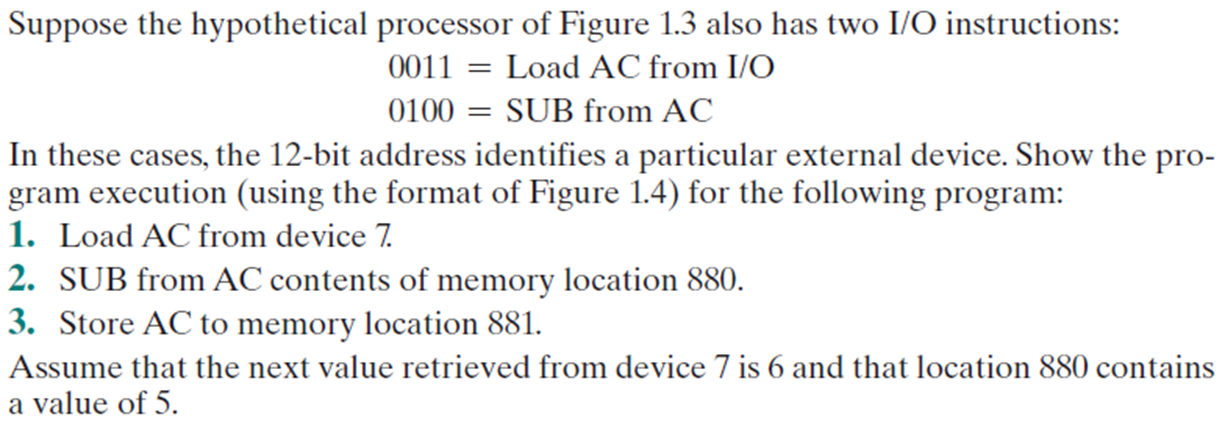 Suppose the hypothetical processor of Figure 1.3 also has two I/O instructions:
0011 = Load AC from I/O
0100 = SUB from AC
In these cases, the 12-bit address identifies a particular external device. Show the pro-
gram execution (using the format of Figure 1.4) for the following program:
1. Load AC from device 7.
2. SUB from AC contents of memory location 880.
3. Store AC to memory location 881.
Assume that the next value retrieved from device 7 is 6 and that location 880 contains
a value of 5.